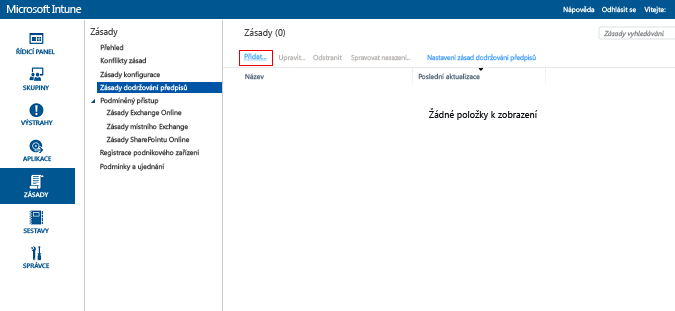 Microsoft Intune
Nápověda Odhlásit se Vítejte:
ŘÍDICÍ PANEL
SKUPINY
VÝSTRAHY
APLIKACE
ZÁSADY
SESTAVY
SPRÁVCE
Zásady
Přehled
Konflikty zásad
Zásady konfigurace
Zásady dodržování předpisů
Podmíněný přístup
Zásady Exchange Online
Zásady místního Exchange
Zásady SharePointu Online
Registrace podnikového zařízení
Podmínky a ujednání
Zásady (0)
Zásady vyhledávání
Přidat... Upravit... Odstranit Spravovat nasazení... Nastavení zásad dodržování předpisů
Název Poslední aktualizace
Žádné položky k zobrazení